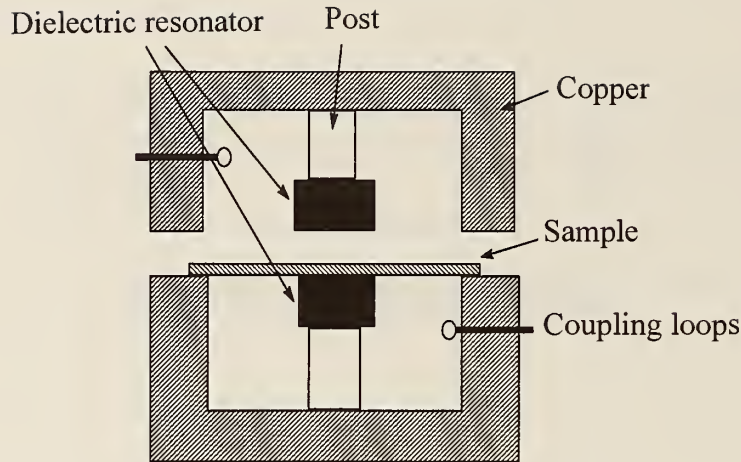 Dielectric resonator
Post
Copper
Sample
Coupling loops